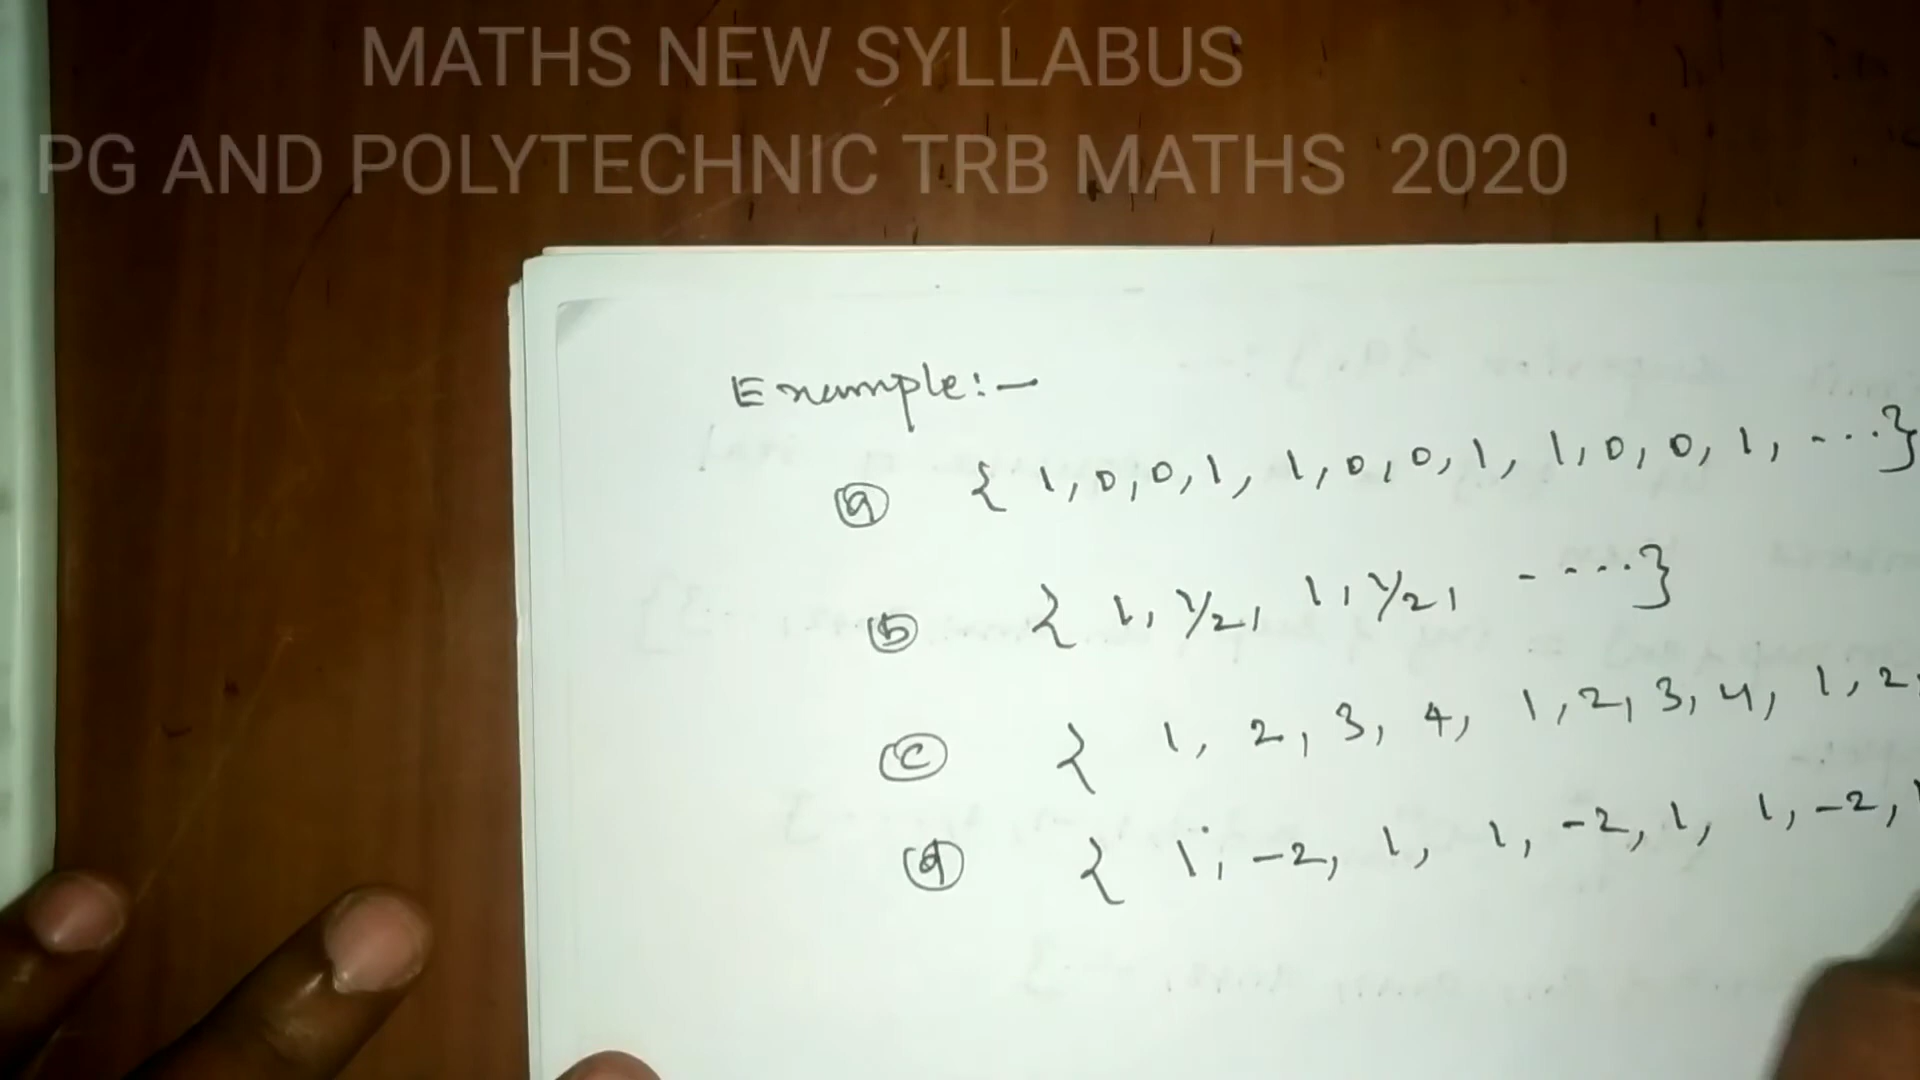 MATHS NEW SYLLABUS
PG AND POLYTECHNIC TRB MATHS 2020
Example:-
(a) { 1, 0, 0, 1, 1, 0, 0, 1, 1, 0, 0, 1, ....}
(b) { 1, 1/2, 1, 1/2, .....}
(c) { 1, 2, 3, 4, 1, 2, 3, 4, 1, 2,
(d) { 1, -2, 1, 1, -2, 1, 1, -2, 1